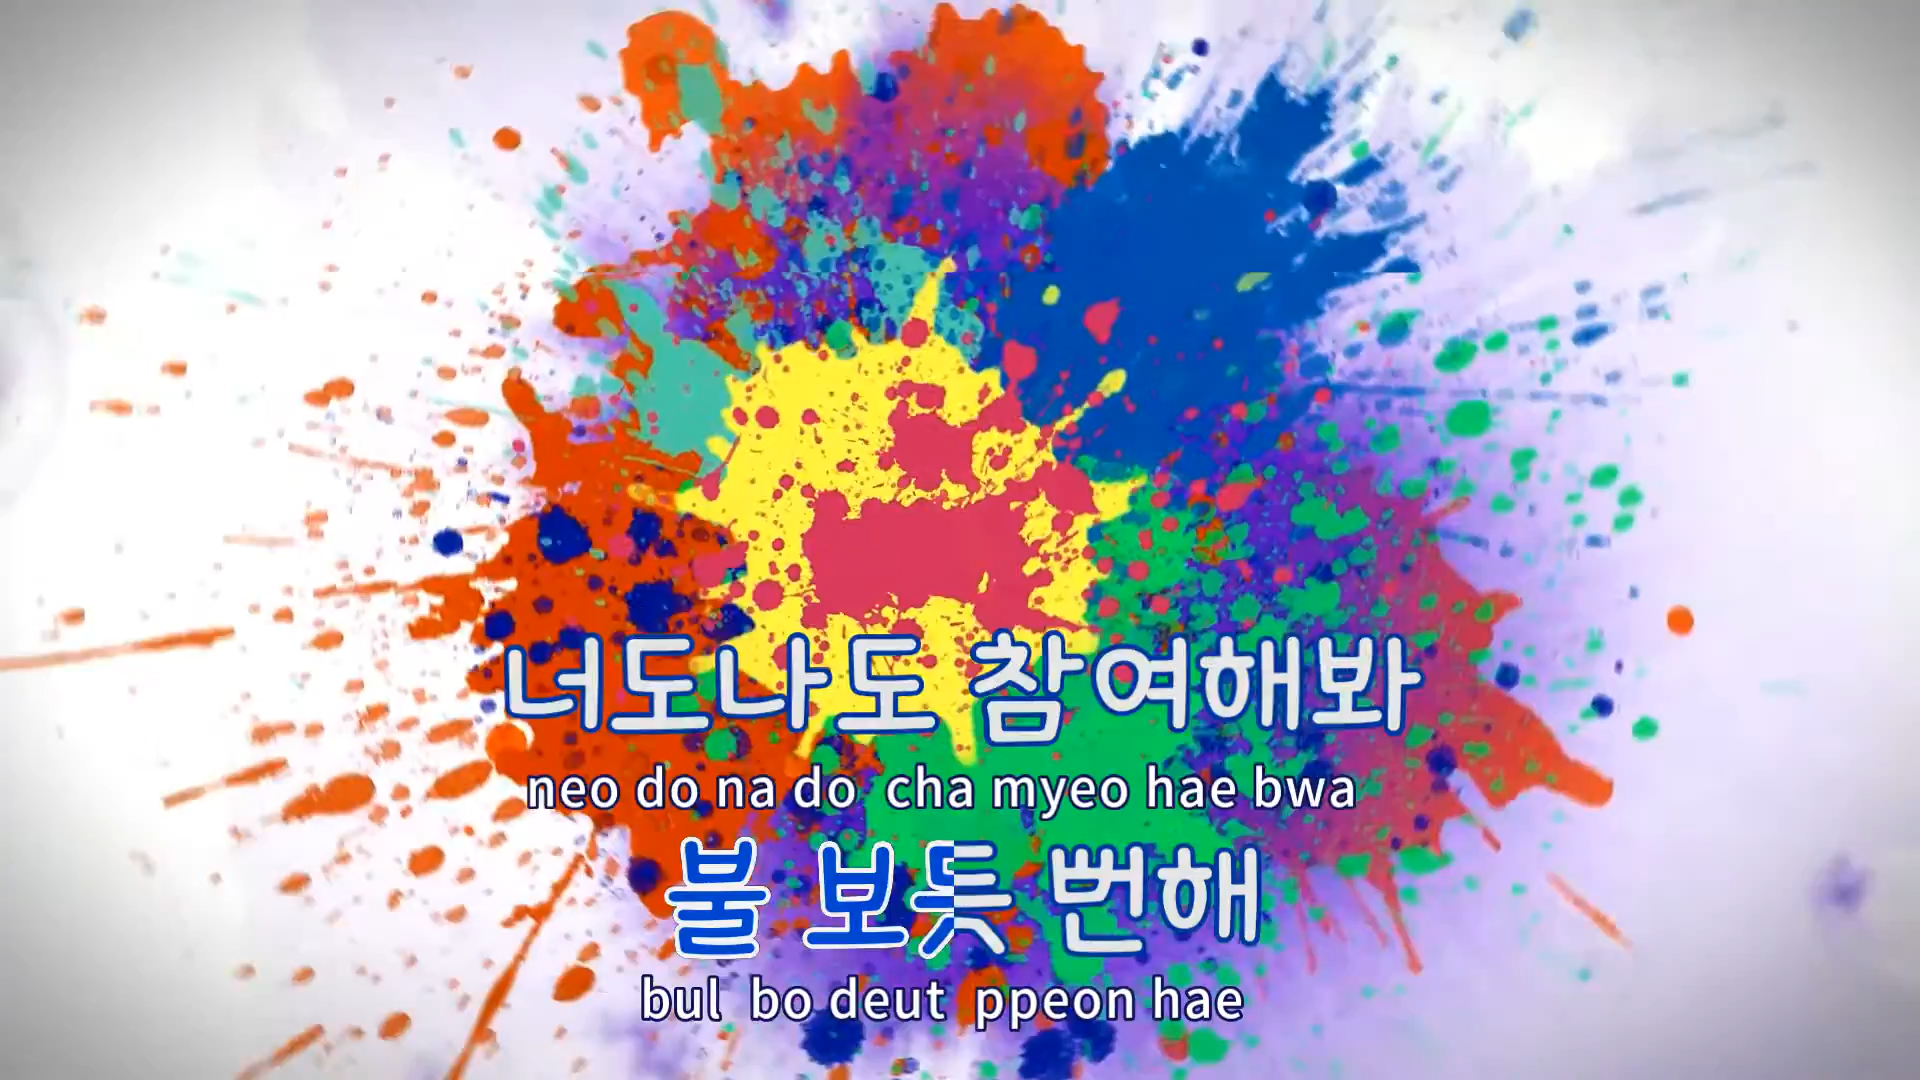 너도나도 참여해봐
neo do na do cha myeo hae bwa
불 보듯 뻔해
bul bo deut ppeon hae